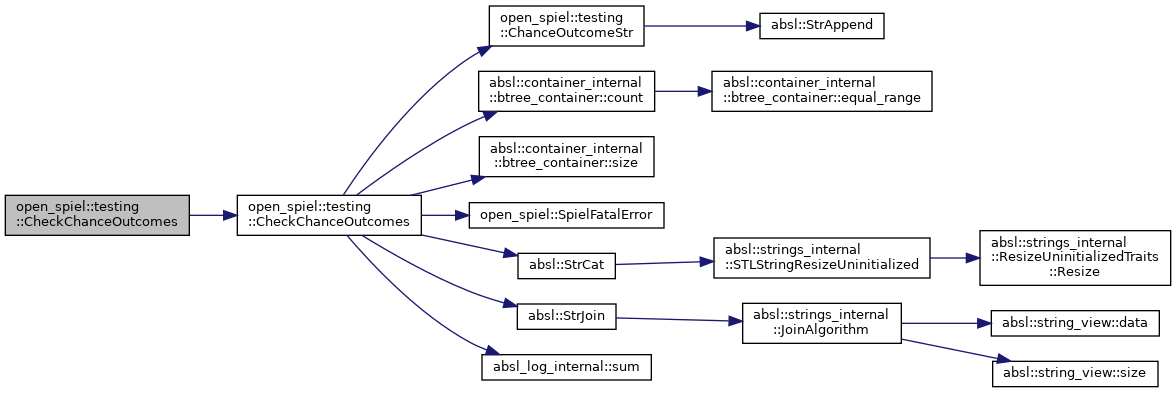 open_spiel::testing
::CheckChanceOutcomes
open_spiel::testing
::CheckChanceOutcomes
open_spiel::testing
::ChanceOutcomeStr
absl::StrAppend
absl::container_internal
::btree_container::count
absl::container_internal
::btree_container::equal_range
absl::container_internal
::btree_container::size
open_spiel::SpielFatalError
absl::StrCat
absl::strings_internal
::STLStringResizeUninitialized
absl::strings_internal
::ResizeUninitializedTraits
::Resize
absl::StrJoin
absl::strings_internal
::JoinAlgorithm
absl::string_view::data
absl::string_view::size
absl_log_internal::sum